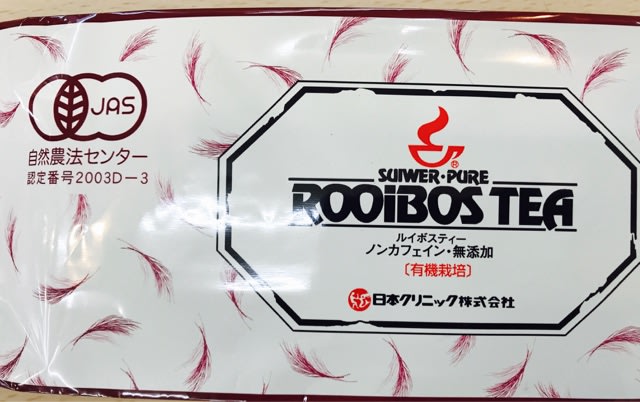 JAS
自然農法センター
認定番号2003D-3
SUIWER・PURE
ROOIBOS TEA
ルイボスティー
ノンカフェイン・無添加
〔有機栽培〕
日本クリニック株式会社